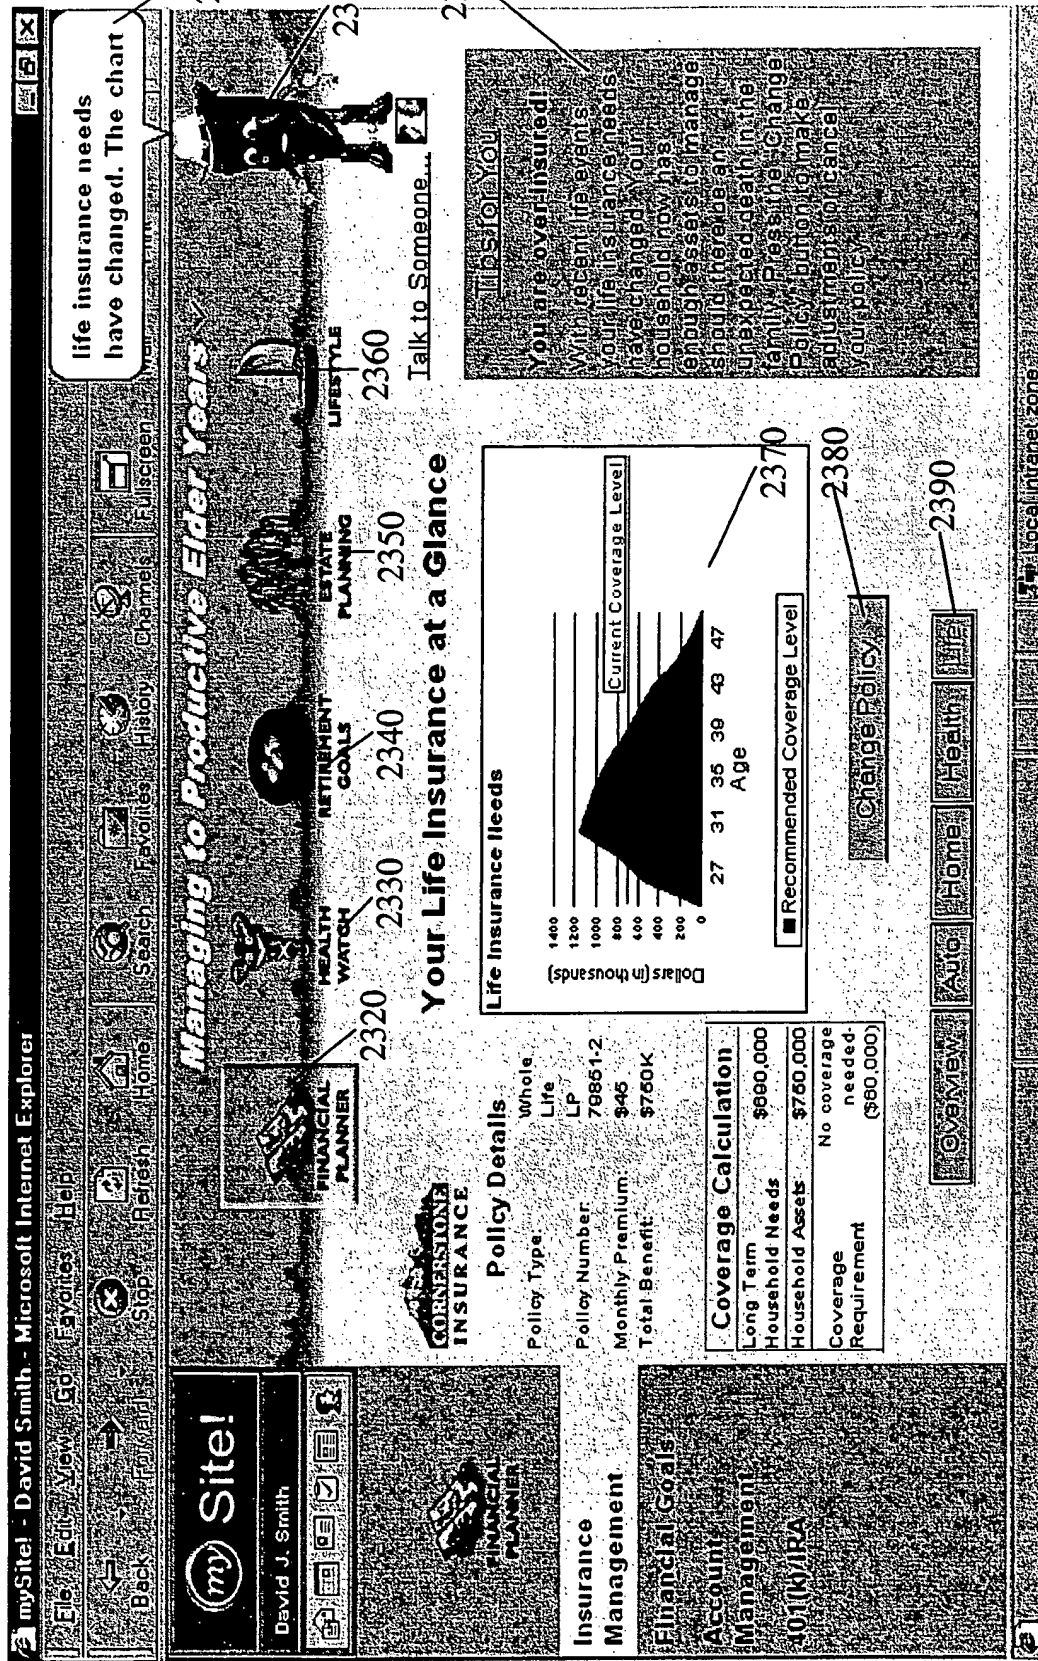 mySite! - David Smith - Microsoft Internet Explorer
File Edit View Go Favorites Help
Back Forward Stop Refresh Home Search Favorites History Channels Fullscreen
life insurance needs
have changed. The chart
my Site!
David J. Smith
Managing to Productive Elder Years
FINANCIAL
PLANNER
HEALTH
WATCH
RETIREMENT
GOALS
ESTATE
PLANNING
LIFESTYLE
2320
2330
2340
2350
2360
Talk to Someone...
FINANCIAL
PLANNER
Insurance
Management
Financial Goals
Account
Management
401(k)/IRA
CORNERSTONE
INSURANCE
Your Life Insurance at a Glance
Policy Details
Policy Type: Whole
Life
Policy Number: LP
79851-2
Monthly Premium: $45
Total Benefit: $750K
Coverage Calculation
Long Term
Household Needs $690,000
Household Assets $750,000
Coverage No coverage
Requirement needed-
($60,000)
Life Insurance Needs
Dollars (in thousands)
1400
1200
1000
800
600
400
200
0
Current Coverage Level
27 31 35 39 43 47
Age
Recommended Coverage Level
2370
Change Policy
2380
Overview Auto Home Health Life
2390
Tips for You
You are over-insured!
With recent life events
your life insurance needs
have changed. Your
household now has
enough assets to manage
should there be an
unexpected death in the
family. Press the Change
Policy button to make
adjustments or cancel
your policy.
Local intranet zone